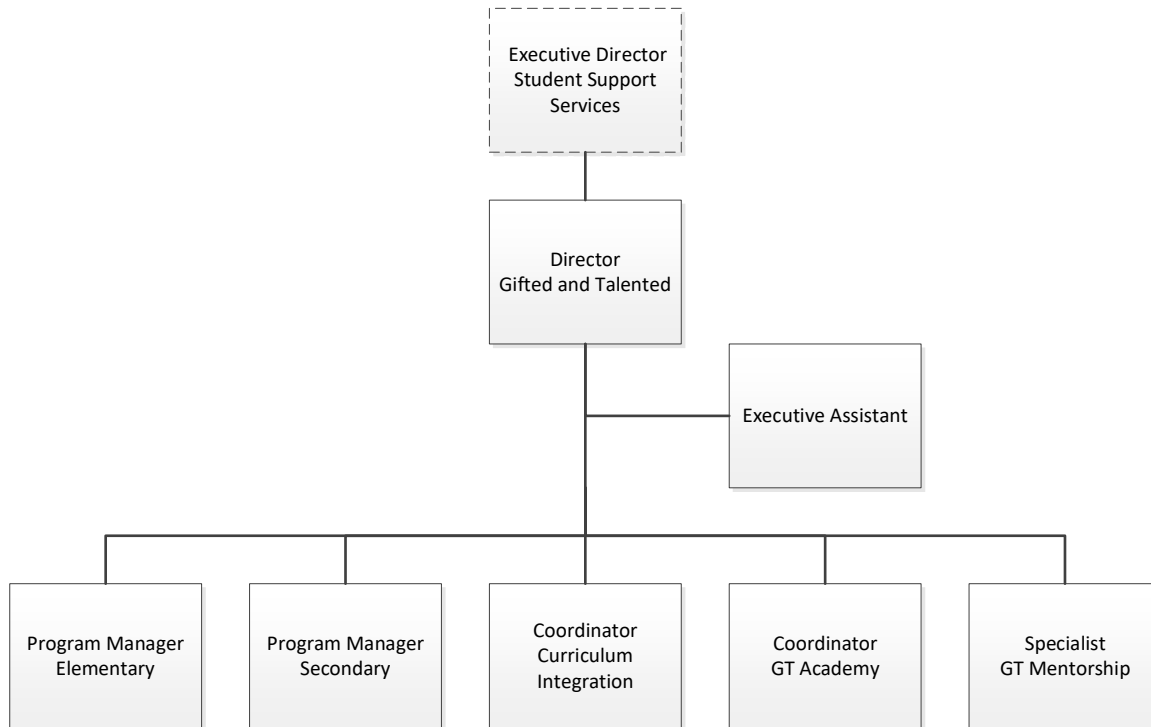 Executive Director
Student Support
Services
Director
Gifted and Talented
Executive Assistant
Program Manager
Elementary
Program Manager
Secondary
Coordinator
Curriculum
Integration
Coordinator
GT Academy
Specialist
GT Mentorship